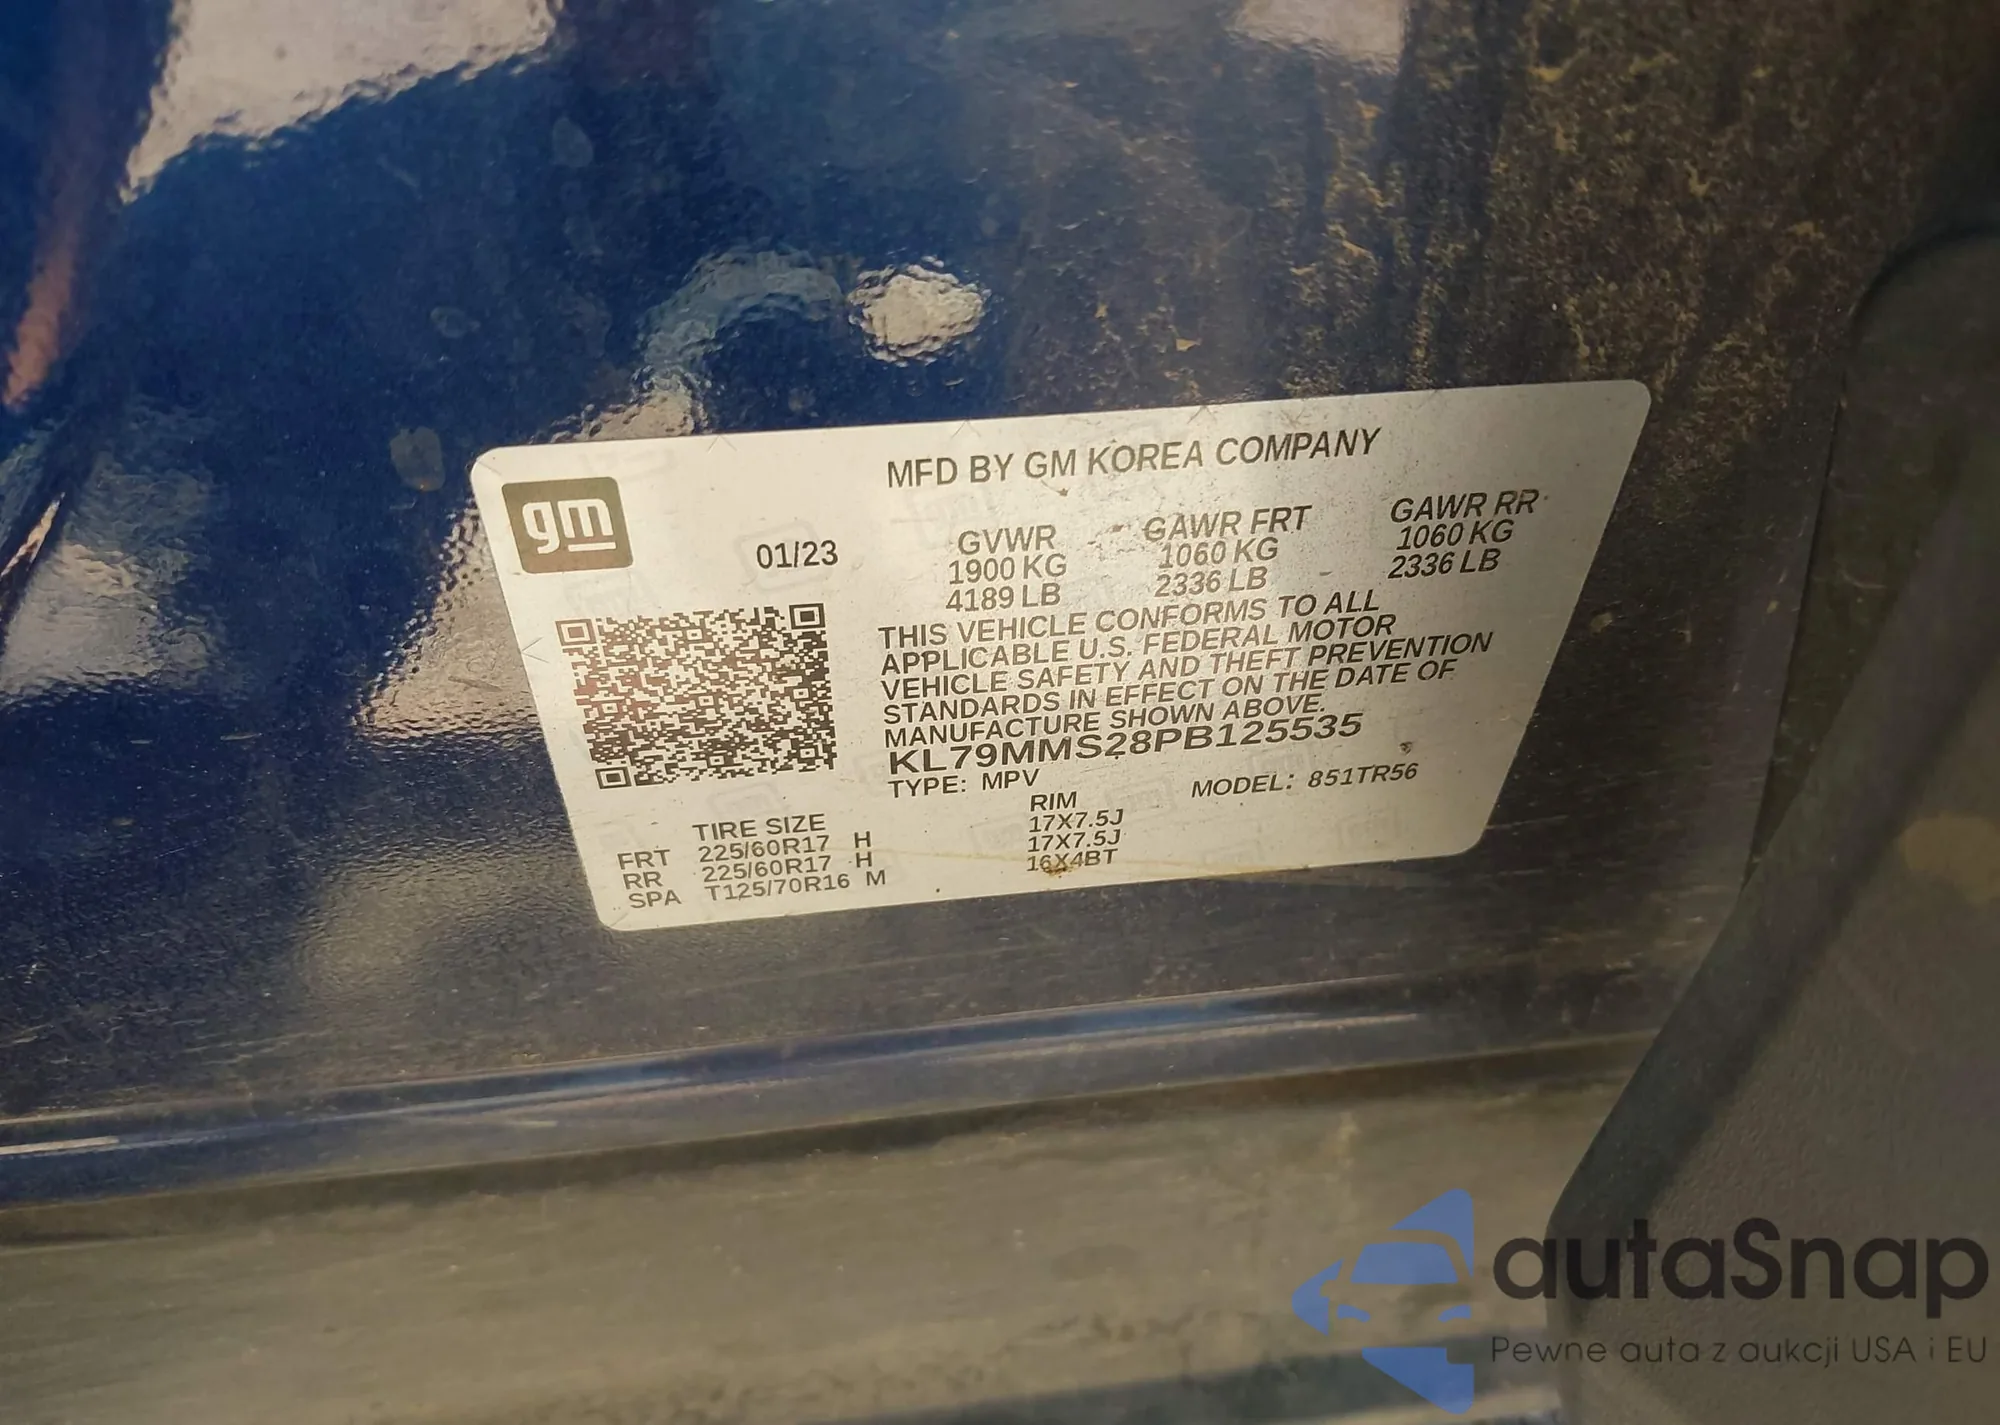 gm
MFD BY GM KOREA COMPANY
01/23
GVWR GAWR FRT GAWR RR
1900 KG 1060 KG 1060 KG
4189 LB 2336 LB 2336 LB
THIS VEHICLE CONFORMS TO ALL
APPLICABLE U.S. FEDERAL MOTOR
VEHICLE SAFETY AND THEFT PREVENTION
STANDARDS IN EFFECT ON THE DATE OF
MANUFACTURE SHOWN ABOVE.
KL79MMS28PB125535
TYPE: MPV MODEL: 851TR56
TIRE SIZE RIM
FRT 225/60R17 H 17X7.5J
RR 225/60R17 H 17X7.5J
SPA T125/70R16 M 16X4BT
autaSnap
Pewne auta z aukcji USA i EU